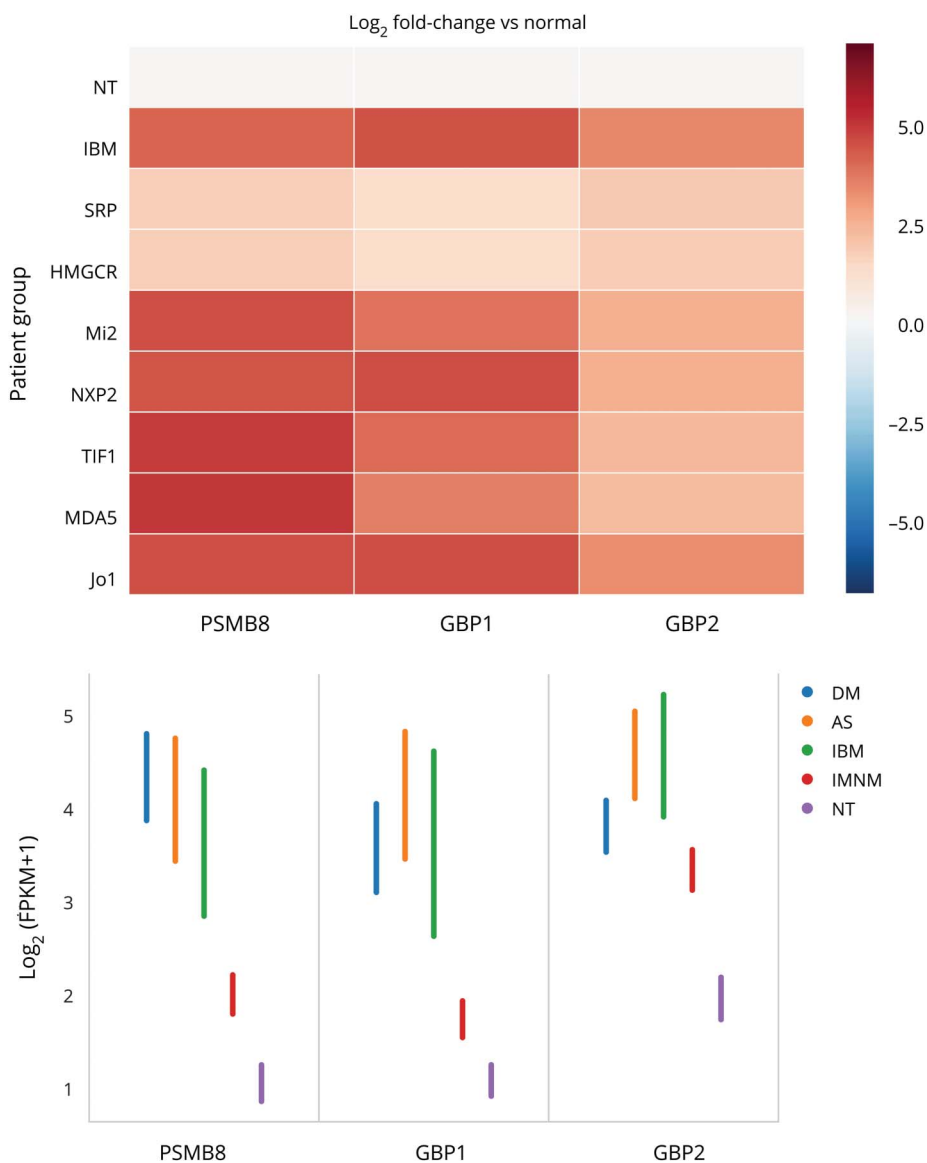 Log₂ fold-change vs normal
Patient group
NT
IBM
SRP
HMGCR
Mi2
NXP2
TIF1
MDA5
Jo1
PSMB8 GBP1 GBP2
5.0
2.5
0.0
−2.5
−5.0
Log₂ (FPKM+1)
5
4
3
2
1
PSMB8 GBP1 GBP2
DM
AS
IBM
IMNM
NT